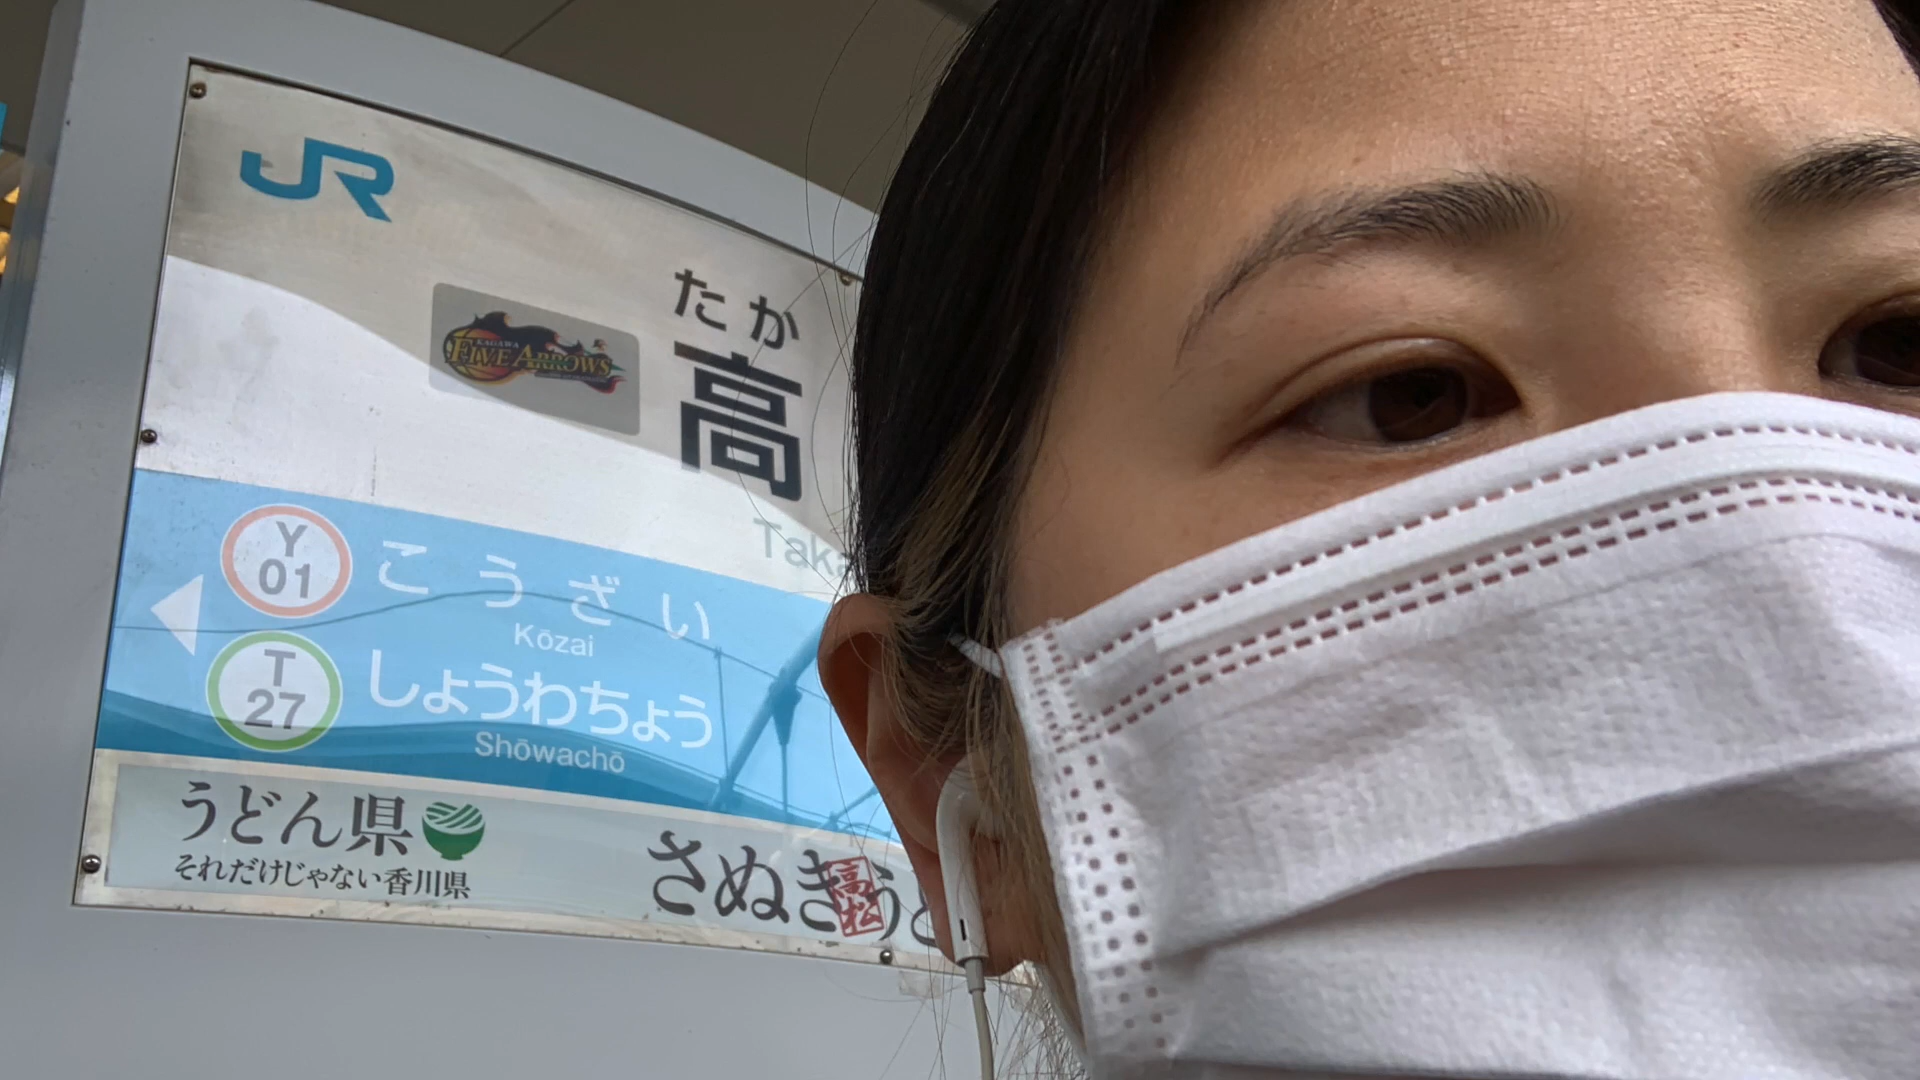 JR
たか
高
KAGAWA
FIVE ARROWS
Taka
Y
01
こうざい
Kōzai
T
27
しょうわちょう
Shōwachō
うどん県
それだけじゃない香川県
さぬきう
高松